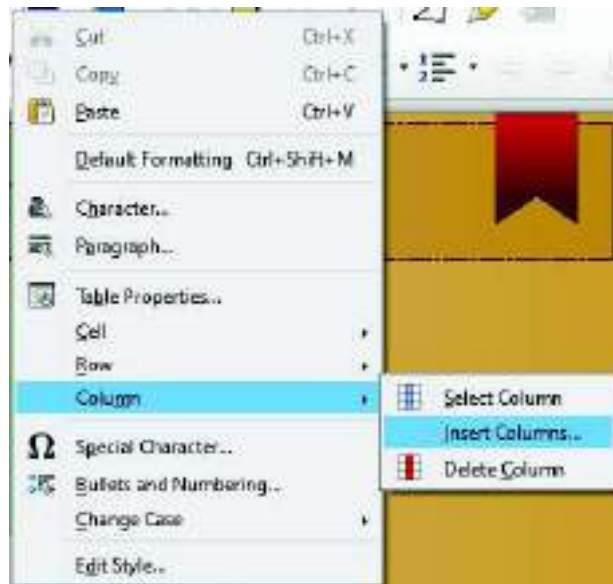 Cut Ctrl+X
Copy Ctrl+C
Paste Ctrl+V
Default Formatting Ctrl+Shift+M
Character...
Paragraph...
Table Properties...
Cell
Row
Column
Select Column
Insert Columns...
Delete Column
Special Character...
Bullets and Numbering...
Change Case
Edit Style...